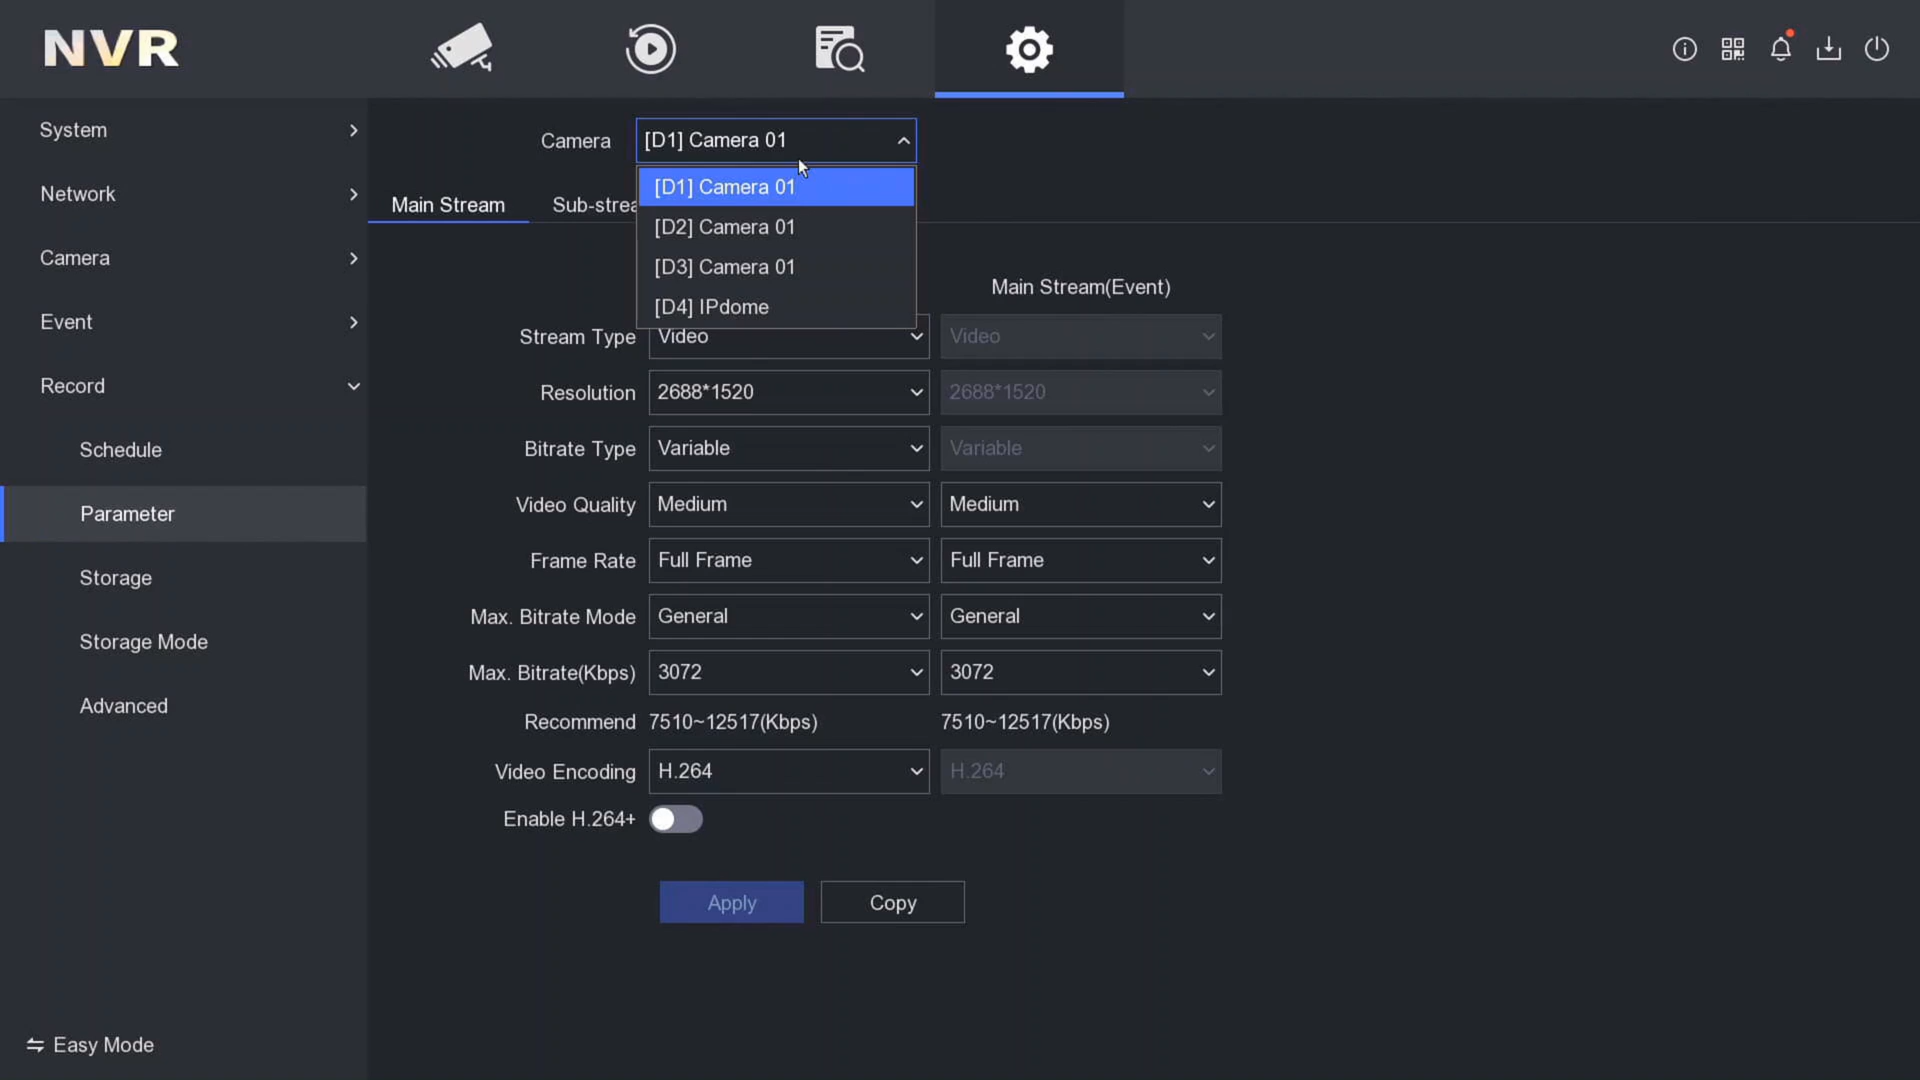 NVR
System
Network
Camera
Event
Record
Schedule
Parameter
Storage
Storage Mode
Advanced
Easy Mode
Camera [D1] Camera 01
[D1] Camera 01
[D2] Camera 01
[D3] Camera 01
[D4] IPdome
Main Stream Sub-strea
Main Stream(Event)
Stream Type Video Video
Resolution 2688*1520 2688*1520
Bitrate Type Variable Variable
Video Quality Medium Medium
Frame Rate Full Frame Full Frame
Max. Bitrate Mode General General
Max. Bitrate(Kbps) 3072 3072
Recommend 7510~12517(Kbps) 7510~12517(Kbps)
Video Encoding H.264 H.264
Enable H.264+
Apply Copy